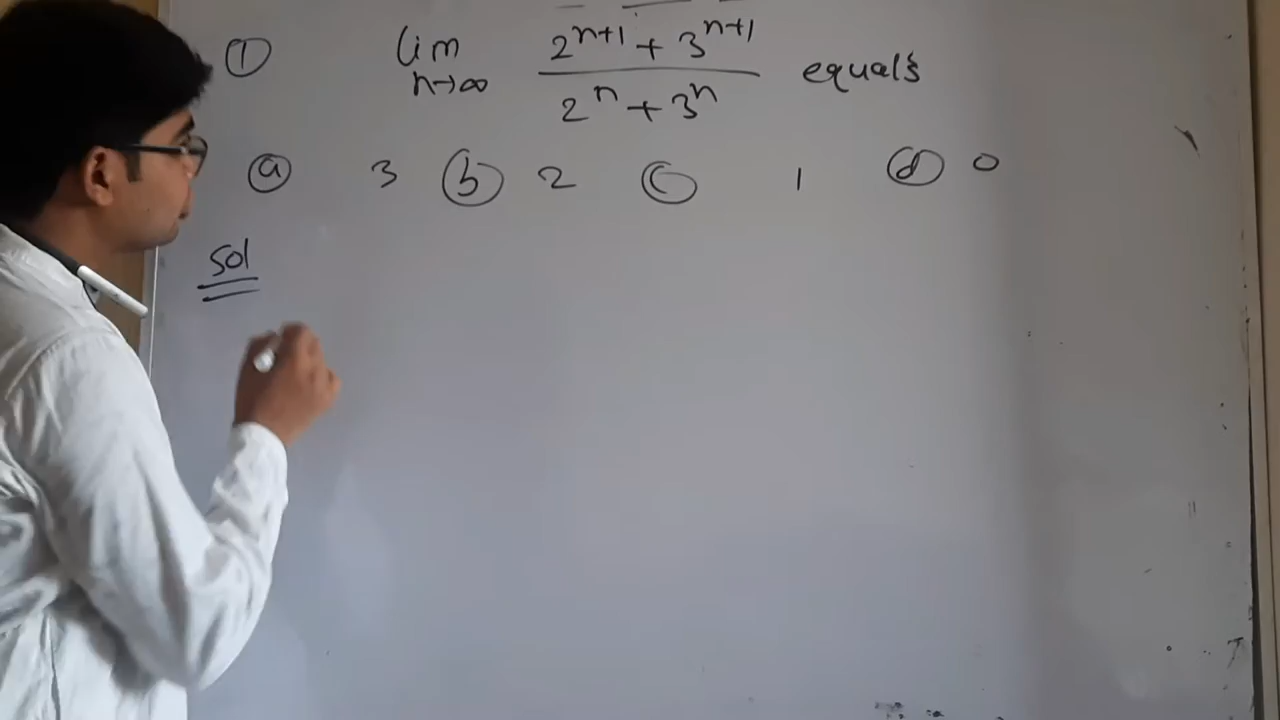 ① lim n→∞ (2^{n+1} + 3^{n+1}) / (2^n + 3^n) equals
ⓐ 3 ⓑ 2 ⓒ 1 ⓓ 0
Sol